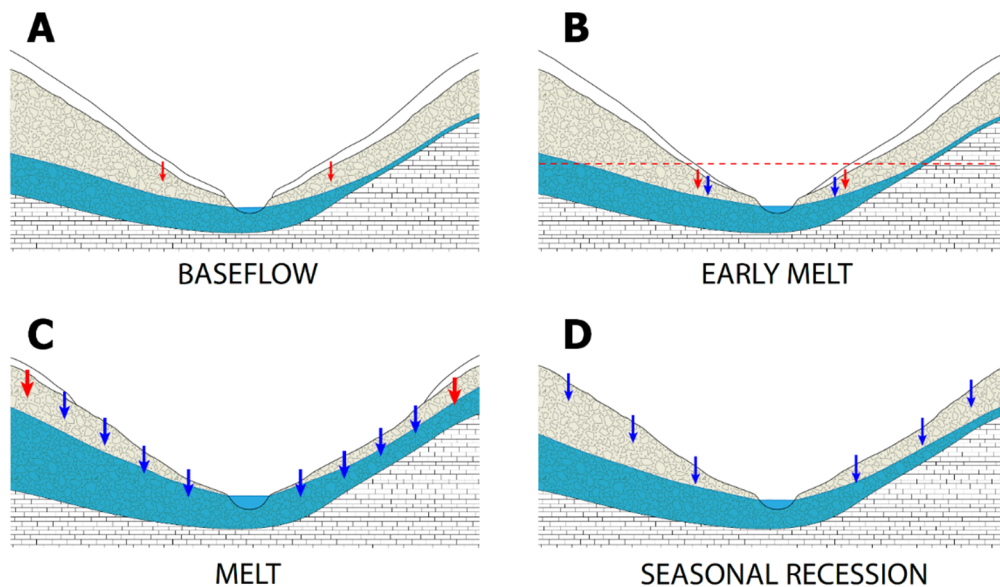 A
B
BASEFLOW
EARLY MELT
C
D
MELT
SEASONAL RECESSION